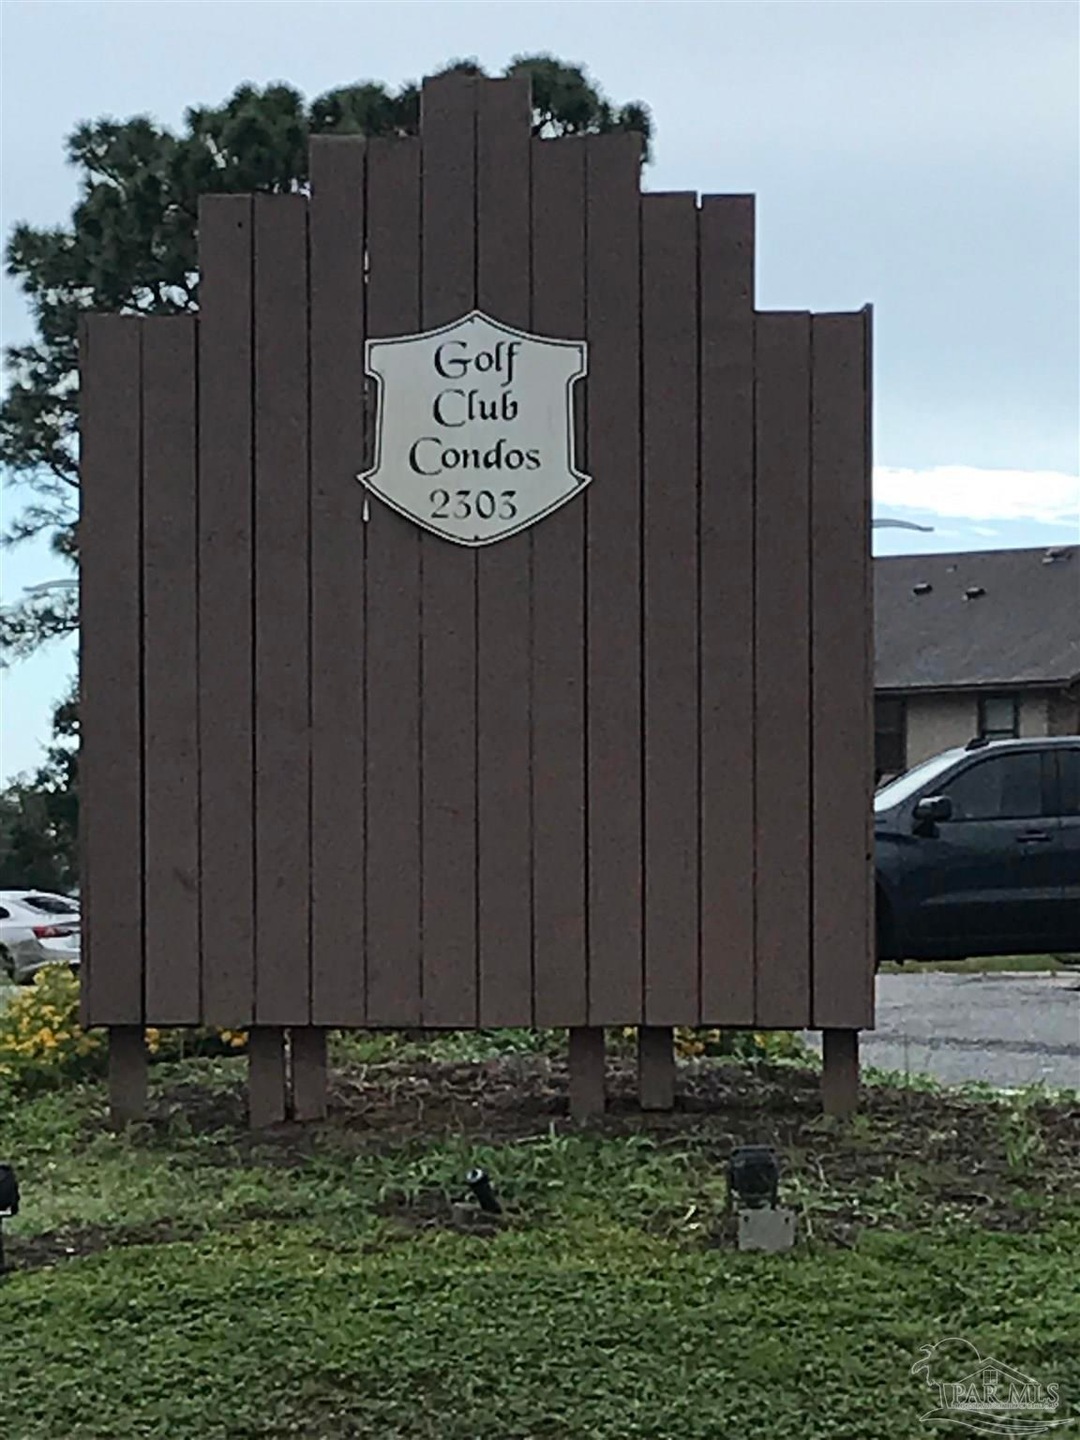 Golf
Club
Condos
2303
PAR MLS